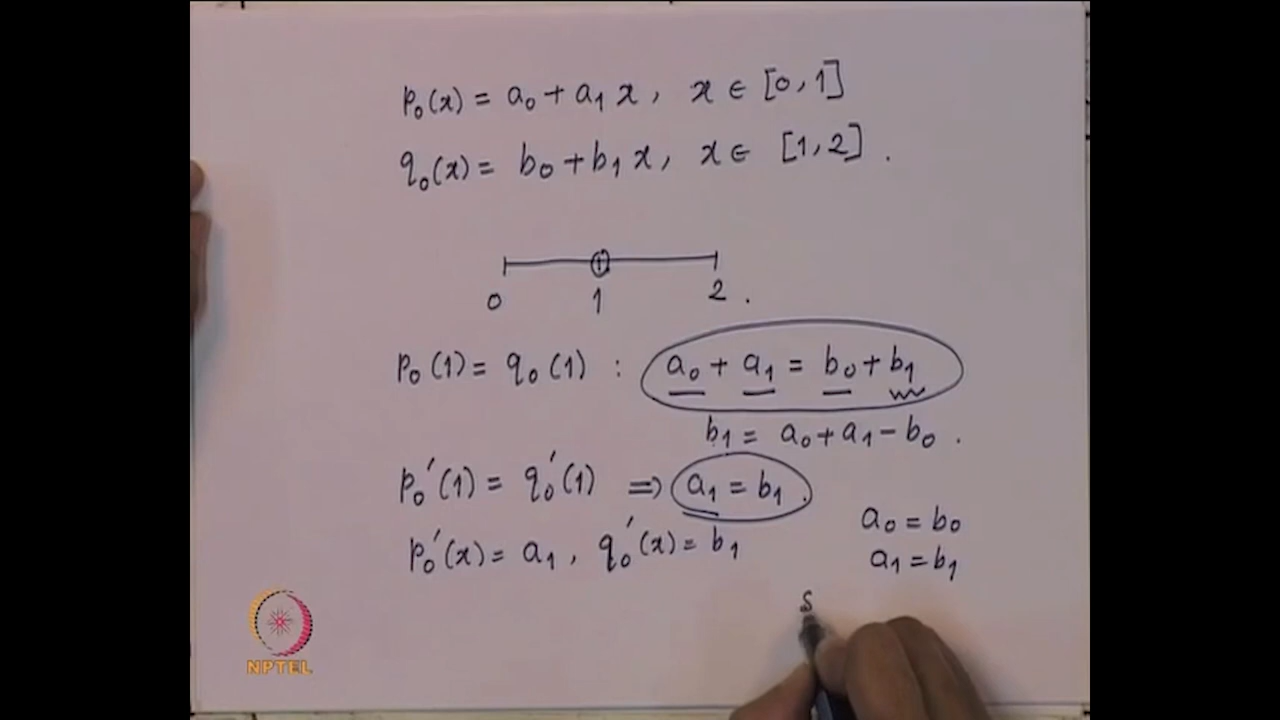 p₀(x) = a₀ + a₁ x , x ∈ [0, 1]
q₀(x) = b₀ + b₁ x , x ∈ [1, 2] .
0 1 2 .
p₀(1) = q₀(1) : a₀ + a₁ = b₀ + b₁
b₁ = a₀ + a₁ − b₀ .
p₀′(1) = q₀′(1) ⇒ a₁ = b₁ .
p₀′(x) = a₁ , q₀′(x) = b₁
a₀ = b₀
a₁ = b₁
s
NPTEL